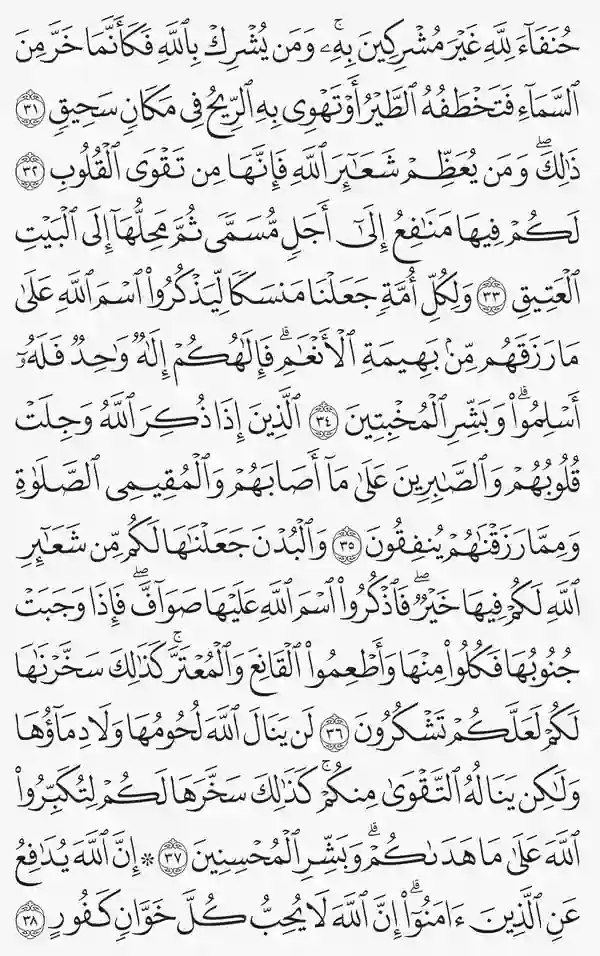 حُنَفَآءَ لِلَّهِ غَيْرَ مُشْرِكِينَ بِهِۦۚ وَمَن يُشْرِكْ بِٱللَّهِ فَكَأَنَّمَا خَرَّ مِنَ
ٱلسَّمَآءِ فَتَخْطَفُهُ ٱلطَّيْرُ أَوْ تَهْوِى بِهِ ٱلرِّيحُ فِى مَكَانٍ سَحِيقٍ ٣١
ذَٰلِكَۖ وَمَن يُعَظِّمْ شَعَـٰٓئِرَ ٱللَّهِ فَإِنَّهَا مِن تَقْوَى ٱلْقُلُوبِ ٣٢
لَكُمْ فِيهَا مَنَـٰفِعُ إِلَىٰٓ أَجَلٍ مُّسَمًّى ثُمَّ مَحِلُّهَآ إِلَى ٱلْبَيْتِ
ٱلْعَتِيقِ ٣٣ وَلِكُلِّ أُمَّةٍ جَعَلْنَا مَنسَكًا لِّيَذْكُرُوا۟ ٱسْمَ ٱللَّهِ عَلَىٰ
مَا رَزَقَهُم مِّنۢ بَهِيمَةِ ٱلْأَنْعَـٰمِۗ فَإِلَـٰهُكُمْ إِلَـٰهٌ وَٰحِدٌ فَلَهُۥٓ
أَسْلِمُوا۟ۗ وَبَشِّرِ ٱلْمُخْبِتِينَ ٣٤ ٱلَّذِينَ إِذَا ذُكِرَ ٱللَّهُ وَجِلَتْ
قُلُوبُهُمْ وَٱلصَّـٰبِرِينَ عَلَىٰ مَآ أَصَابَهُمْ وَٱلْمُقِيمِى ٱلصَّلَوٰةِ
وَمِمَّا رَزَقْنَـٰهُمْ يُنفِقُونَ ٣٥ وَٱلْبُدْنَ جَعَلْنَـٰهَا لَكُم مِّن شَعَـٰٓئِرِ
ٱللَّهِ لَكُمْ فِيهَا خَيْرٌۖ فَٱذْكُرُوا۟ ٱسْمَ ٱللَّهِ عَلَيْهَا صَوَآفَّۖ فَإِذَا وَجَبَتْ
جُنُوبُهَا فَكُلُوا۟ مِنْهَا وَأَطْعِمُوا۟ ٱلْقَانِعَ وَٱلْمُعْتَرَّۚ كَذَٰلِكَ سَخَّرْنَـٰهَا
لَكُمْ لَعَلَّكُمْ تَشْكُرُونَ ٣٦ لَن يَنَالَ ٱللَّهَ لُحُومُهَا وَلَا دِمَآؤُهَا
وَلَـٰكِن يَنَالُهُ ٱلتَّقْوَىٰ مِنكُمْۚ كَذَٰلِكَ سَخَّرَهَا لَكُمْ لِتُكَبِّرُوا۟
ٱللَّهَ عَلَىٰ مَا هَدَىٰكُمْۗ وَبَشِّرِ ٱلْمُحْسِنِينَ ٣٧ ۞ إِنَّ ٱللَّهَ يُدَٰفِعُ
عَنِ ٱلَّذِينَ ءَامَنُوٓا۟ۗ إِنَّ ٱللَّهَ لَا يُحِبُّ كُلَّ خَوَّانٍ كَفُورٍ ٣٨